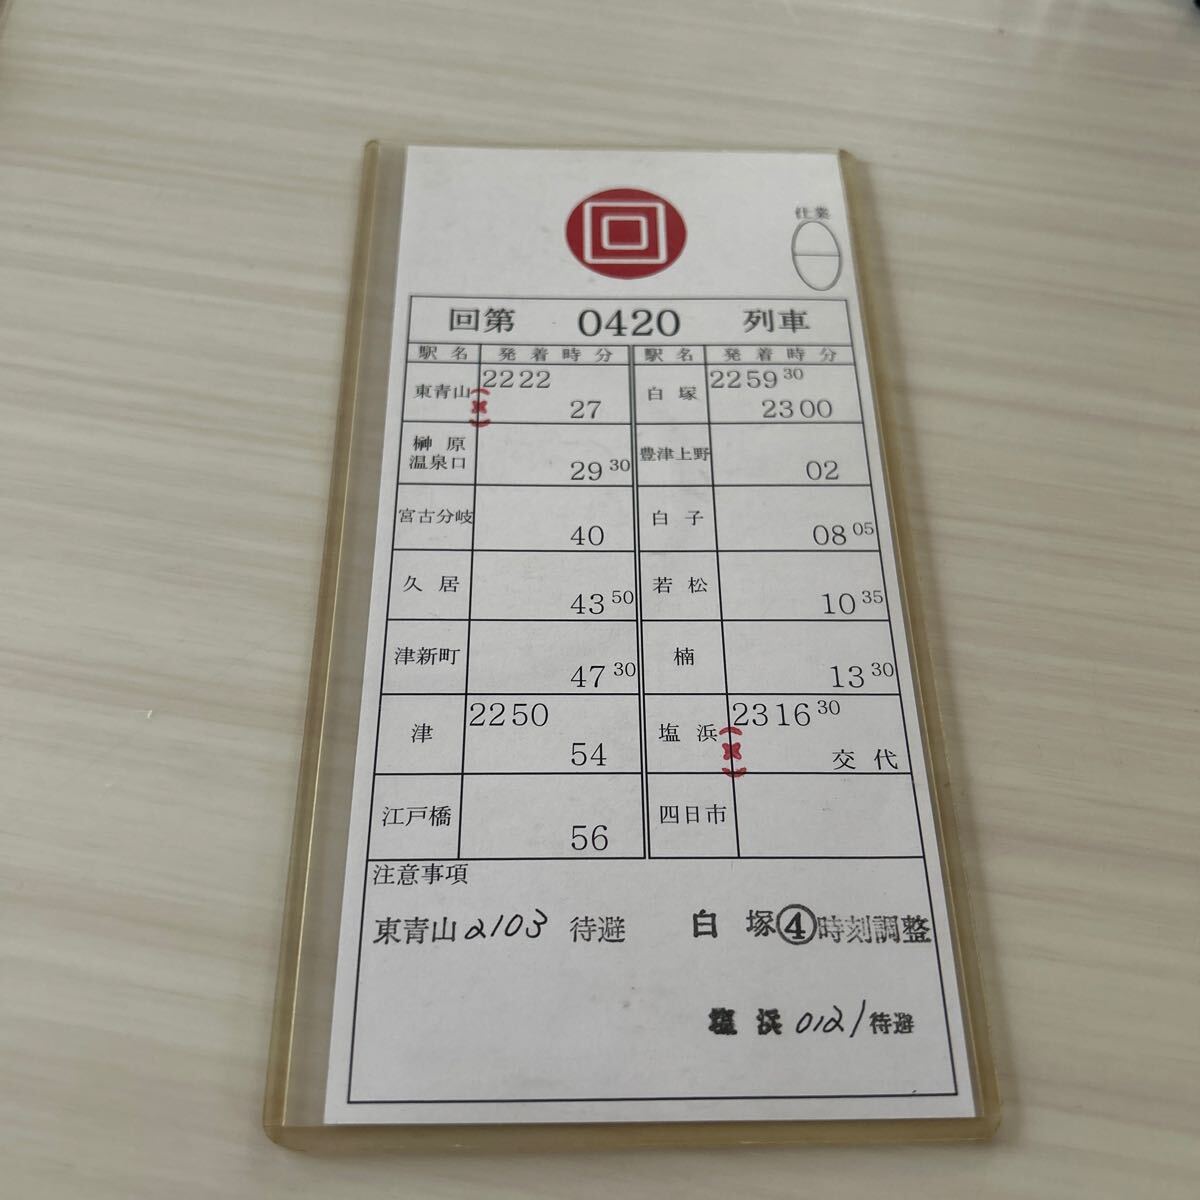 回
仕業
回第 0420 列車
駅名 発着時分 駅名 発着時分
東青山 2222 27
榊原温泉口 29 30
宮古分岐 40
久居 43 50
津新町 47 30
津 2250 54
江戸橋 56
白塚 2259 30 2300
豊津上野 02
白子 08 05
若松 10 35
楠 13 30
塩浜 2316 30 交代
四日市
注意事項
東青山 2103 待避 白塚④時刻調整
塩浜 0121 待避